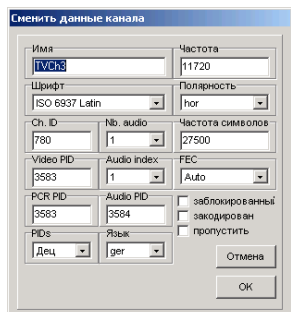 Сменить данные канала
Имя Частота
TVCh3 11720
Шрифт Полярность
ISO 6937 Latin hor
Ch. ID Nb. audio Частота символов
780 1 27500
Video PID Audio index FEC
3583 1 Auto
PCR PID Audio PID заблокированный
3583 3584 закодирован
PIDs Язык пропустить
Дец ger Отмена
OK